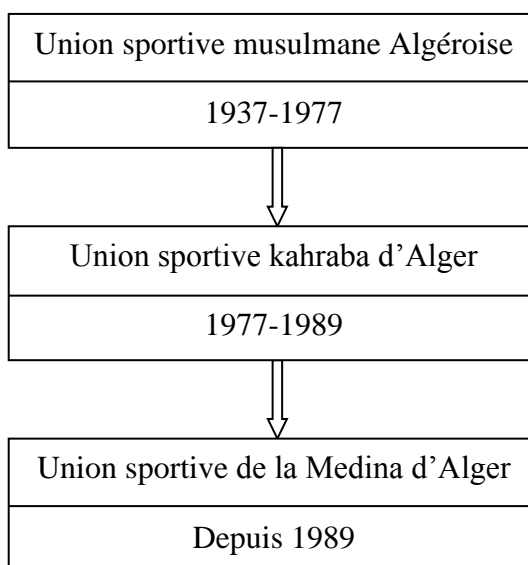 Union sportive musulmane Algéroise
1937-1977
Union sportive kahraba d’Alger
1977-1989
Union sportive de la Medina d’Alger
Depuis 1989